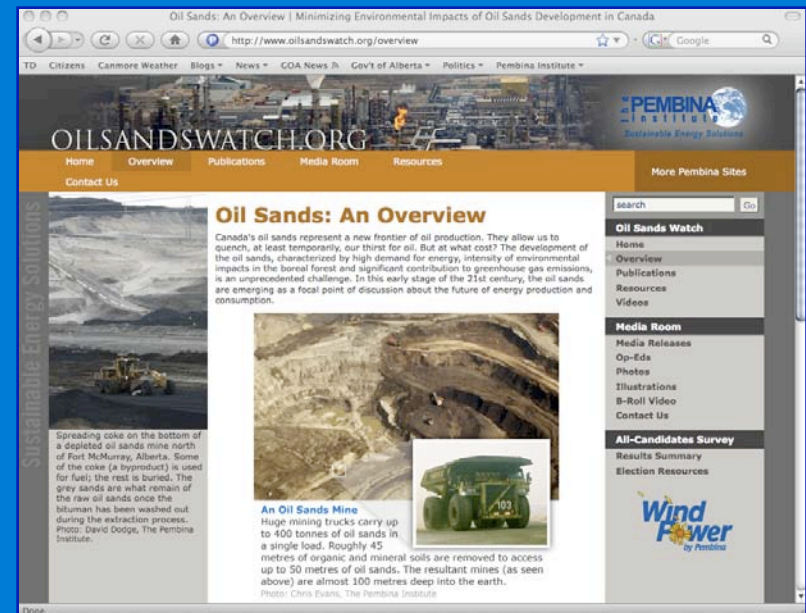 Oil Sands: An Overview | Minimizing Environmental Impacts of Oil Sands Development in Canada
http://www.oilsandswatch.org/overview
Google
TD Citizens Canmore Weather Blogs News GOA News Gov't of Alberta Politics Pembina Institute
OILSANDSWATCH.ORG
THE PEMBINA
Institute
Sustainable Energy Solutions
Home Overview Publications Media Room Resources
Contact Us
More Pembina Sites
Sustainable Energy Solutions
Spreading coke on the bottom of
a depleted oil sands mine north
of Fort McMurray, Alberta. Some
of the coke (a byproduct) is used
for fuel; the rest is buried. The
grey sands are what remain of
the raw oil sands once the
bituman has been washed out
during the extraction process.
Photo: David Dodge, The Pembina
Institute.
Oil Sands: An Overview
Canada's oil sands represent a new frontier of oil production. They allow us to
quench, at least temporarily, our thirst for oil. But at what cost? The development of
the oil sands, characterized by high demand for energy, intensity of environmental
impacts in the boreal forest and significant contribution to greenhouse gas emissions,
is an unprecedented challenge. In this early stage of the 21st century, the oil sands
are emerging as a focal point of discussion about the future of energy production and
consumption.
103
An Oil Sands Mine
Huge mining trucks carry up
to 400 tonnes of oil sands in
a single load. Roughly 45
metres of organic and mineral soils are removed to access
up to 50 metres of oil sands. The resultant mines (as seen
above) are almost 100 metres deep into the earth.
Photo: Chris Evans, The Pembina Institute
search Go
Oil Sands Watch
Home
Overview
Publications
Resources
Videos
Media Room
Media Releases
Op-Eds
Photos
Illustrations
B-Roll Video
Contact Us
All-Candidates Survey
Results Summary
Election Resources
Wind
Power
by Pembina
Done